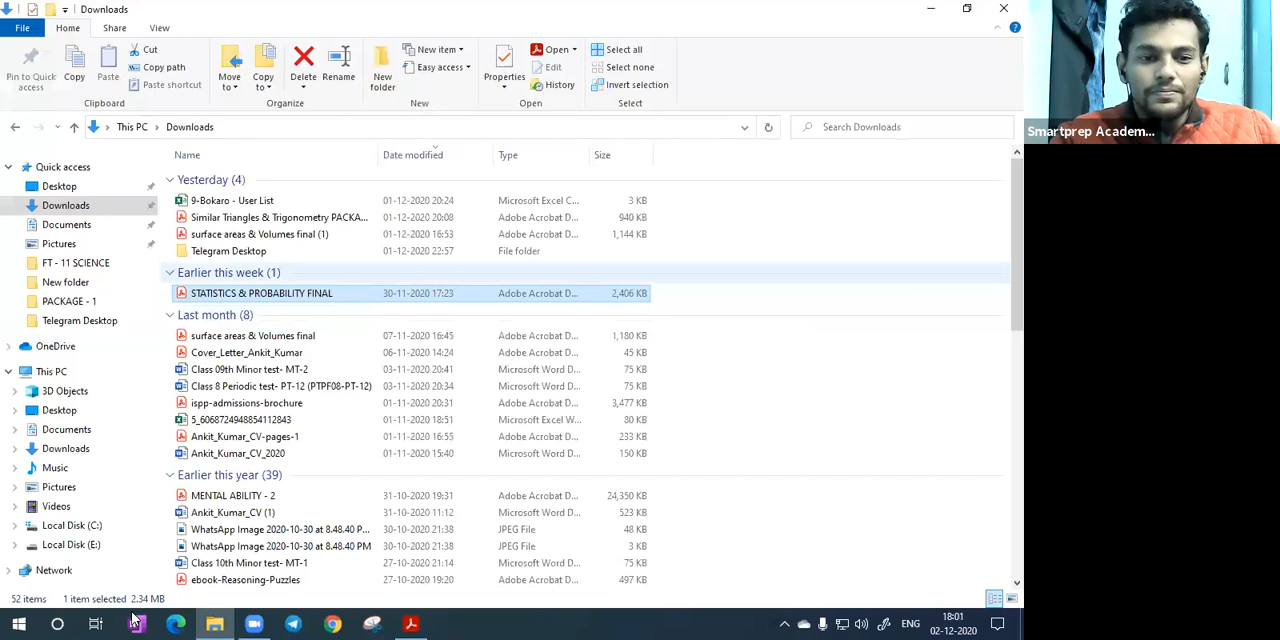 Downloads
File Home Share View
Pin to Quick access
Copy
Paste
Cut
Copy path
Paste shortcut
Clipboard
Move to
Copy to
Delete
Rename
Organize
New folder
New item
Easy access
New
Properties
Open
Edit
History
Open
Select all
Select none
Invert selection
Select
This PC Downloads
Search Downloads
Smartprep Academ...
Name Date modified Type Size
Quick access
Desktop
Downloads
Documents
Pictures
FT - 11 SCIENCE
New folder
PACKAGE - 1
Telegram Desktop
OneDrive
This PC
3D Objects
Desktop
Documents
Downloads
Music
Pictures
Videos
Local Disk (C:)
Local Disk (E:)
Network
Yesterday (4)
9-Bokaro - User List 01-12-2020 20:24 Microsoft Excel C... 3 KB
Similar Triangles & Trigonometry PACKA... 01-12-2020 20:08 Adobe Acrobat D... 940 KB
surface areas & Volumes final (1) 01-12-2020 16:53 Adobe Acrobat D... 1,144 KB
Telegram Desktop 01-12-2020 22:57 File folder
Earlier this week (1)
STATISTICS & PROBABILITY FINAL 30-11-2020 17:23 Adobe Acrobat D... 2,406 KB
Last month (8)
surface areas & Volumes final 07-11-2020 16:45 Adobe Acrobat D... 1,180 KB
Cover_Letter_Ankit_Kumar 06-11-2020 14:24 Adobe Acrobat D... 45 KB
Class 09th Minor test- MT-2 03-11-2020 20:41 Microsoft Word D... 75 KB
Class 8 Periodic test- PT-12 (PTPF08-PT-12) 03-11-2020 20:34 Microsoft Word D... 75 KB
ispp-admissions-brochure 01-11-2020 20:31 Adobe Acrobat D... 3,477 KB
5_6068724948854112843 01-11-2020 18:51 Microsoft Excel W... 80 KB
Ankit_Kumar_CV-pages-1 01-11-2020 16:55 Adobe Acrobat D... 233 KB
Ankit_Kumar_CV_2020 01-11-2020 15:40 Microsoft Word D... 150 KB
Earlier this year (39)
MENTAL ABILITY - 2 31-10-2020 19:31 Adobe Acrobat D... 24,350 KB
Ankit_Kumar_CV (1) 31-10-2020 11:12 Microsoft Word D... 523 KB
WhatsApp Image 2020-10-30 at 8.48.40 P... 30-10-2020 21:38 JPEG File 48 KB
WhatsApp Image 2020-10-30 at 8.48.40 PM 30-10-2020 21:38 JPEG File 3 KB
Class 10th Minor test- MT-1 27-10-2020 21:14 Microsoft Word D... 75 KB
ebook-Reasoning-Puzzles 27-10-2020 19:20 Adobe Acrobat D... 497 KB
52 items 1 item selected 2.34 MB
ENG
18:01
02-12-2020